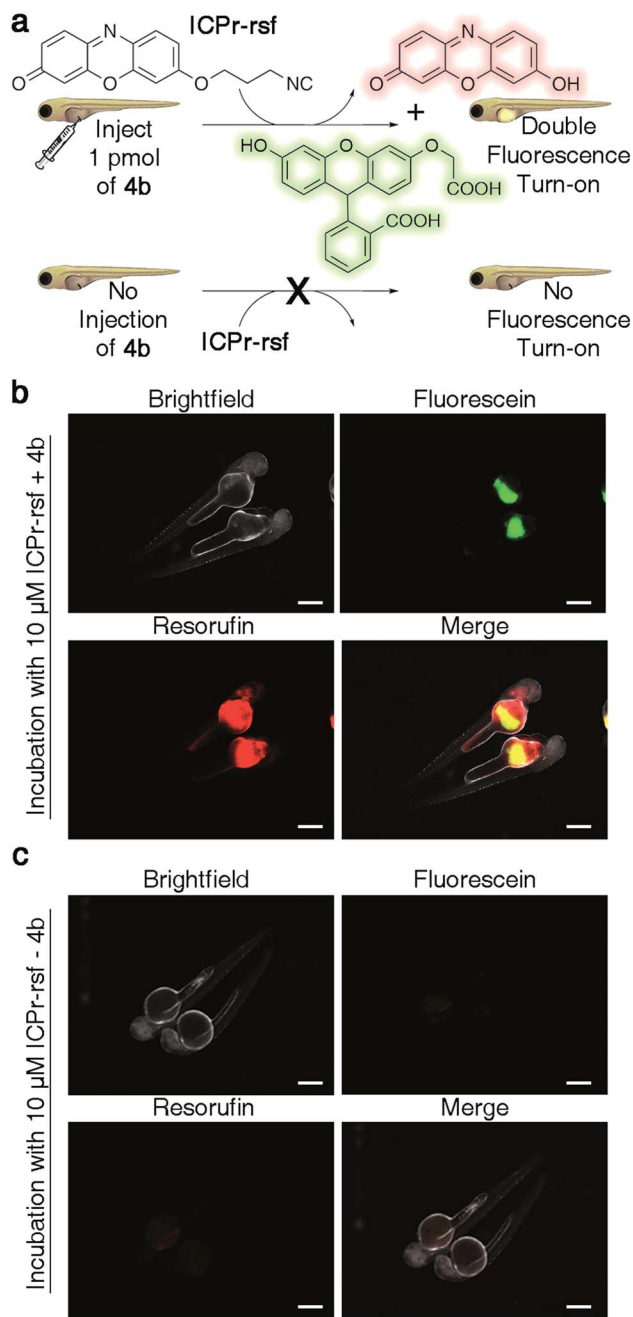 a
ICPr-rsf
N
O
O
O
NC
N
O
O
OH
Inject
1 pmol
of 4b
+
Double
Fluorescence
Turn-on
HO
O
O
COOH
COOH
No
Injection
of 4b
X
ICPr-rsf
No
Fluorescence
Turn-on
b
Incubation with 10 µM ICPr-rsf + 4b
Brightfield
Fluorescein
Resorufin
Merge
c
Incubation with 10 µM ICPr-rsf - 4b
Brightfield
Fluorescein
Resorufin
Merge